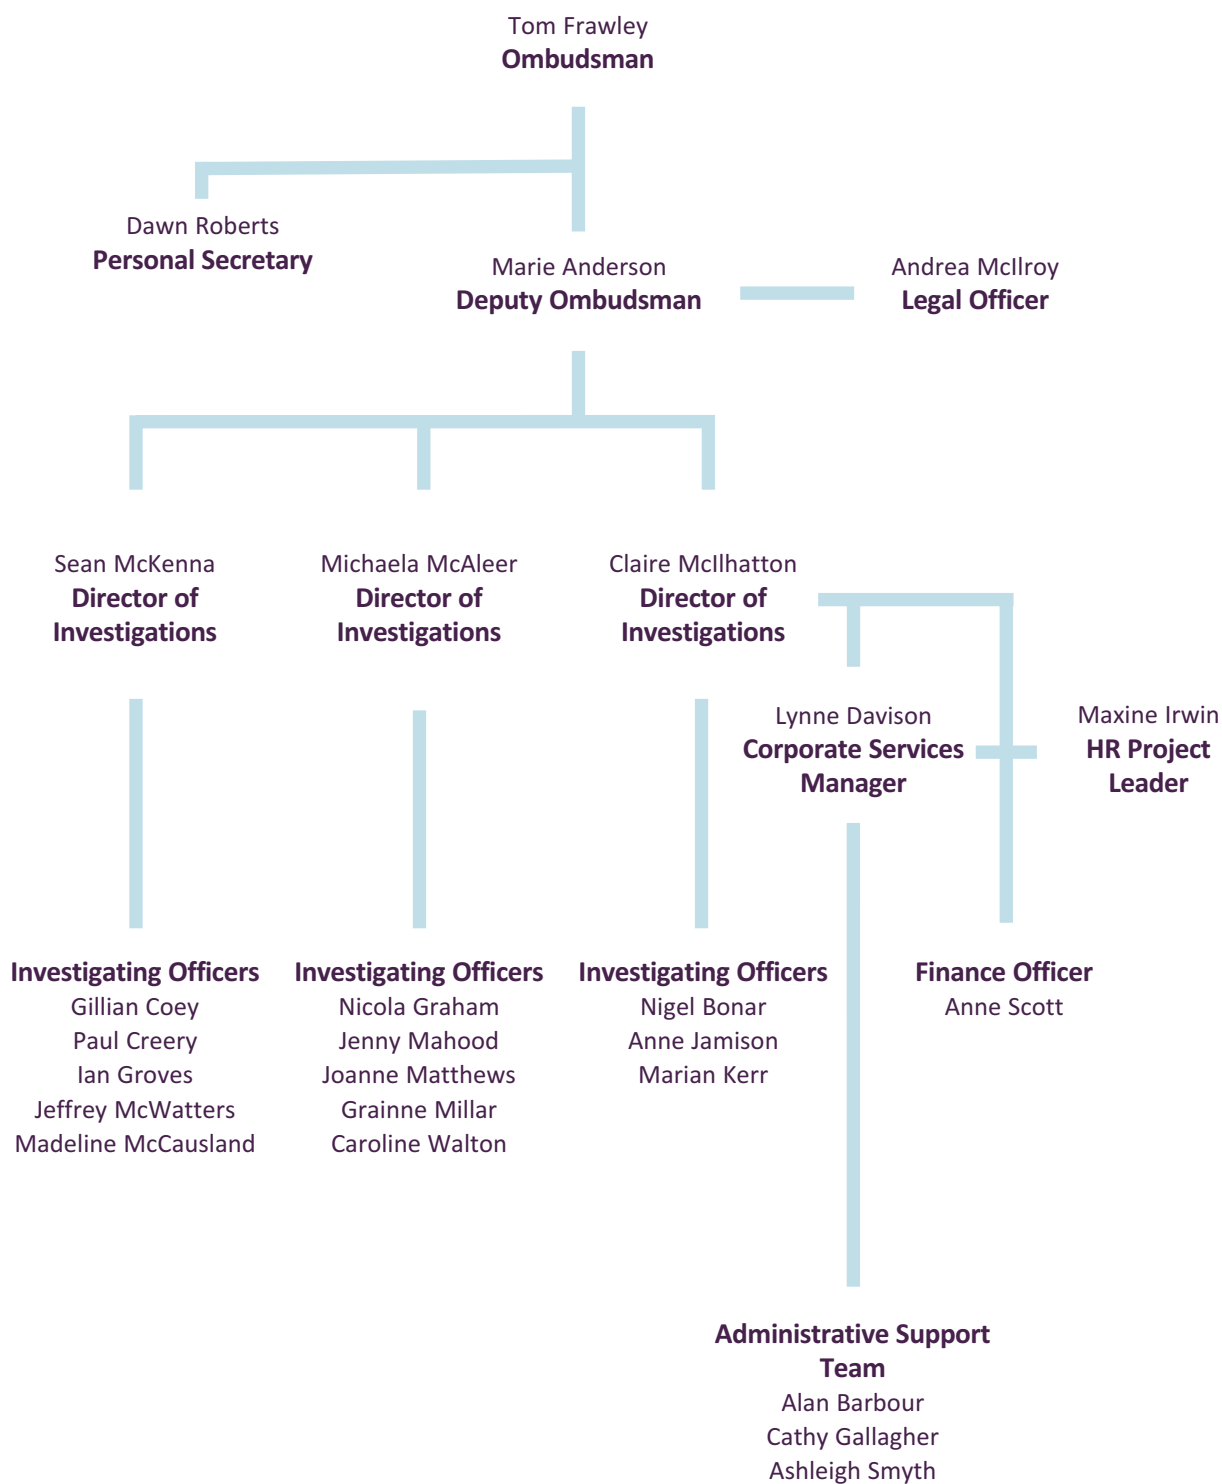 Tom Frawley
Ombudsman
Dawn Roberts
Personal Secretary
Marie Anderson
Deputy Ombudsman
Andrea McIlroy
Legal Officer
Sean McKenna
Director of
Investigations
Michaela McAleer
Director of
Investigations
Claire McIlhatton
Director of
Investigations
Lynne Davison
Corporate Services
Manager
Maxine Irwin
HR Project
Leader
Investigating Officers
Gillian Coey
Paul Creery
Ian Groves
Jeffrey McWatters
Madeline McCausland
Investigating Officers
Nicola Graham
Jenny Mahood
Joanne Matthews
Grainne Millar
Caroline Walton
Investigating Officers
Nigel Bonar
Anne Jamison
Marian Kerr
Finance Officer
Anne Scott
Administrative Support
Team
Alan Barbour
Cathy Gallagher
Ashleigh Smyth